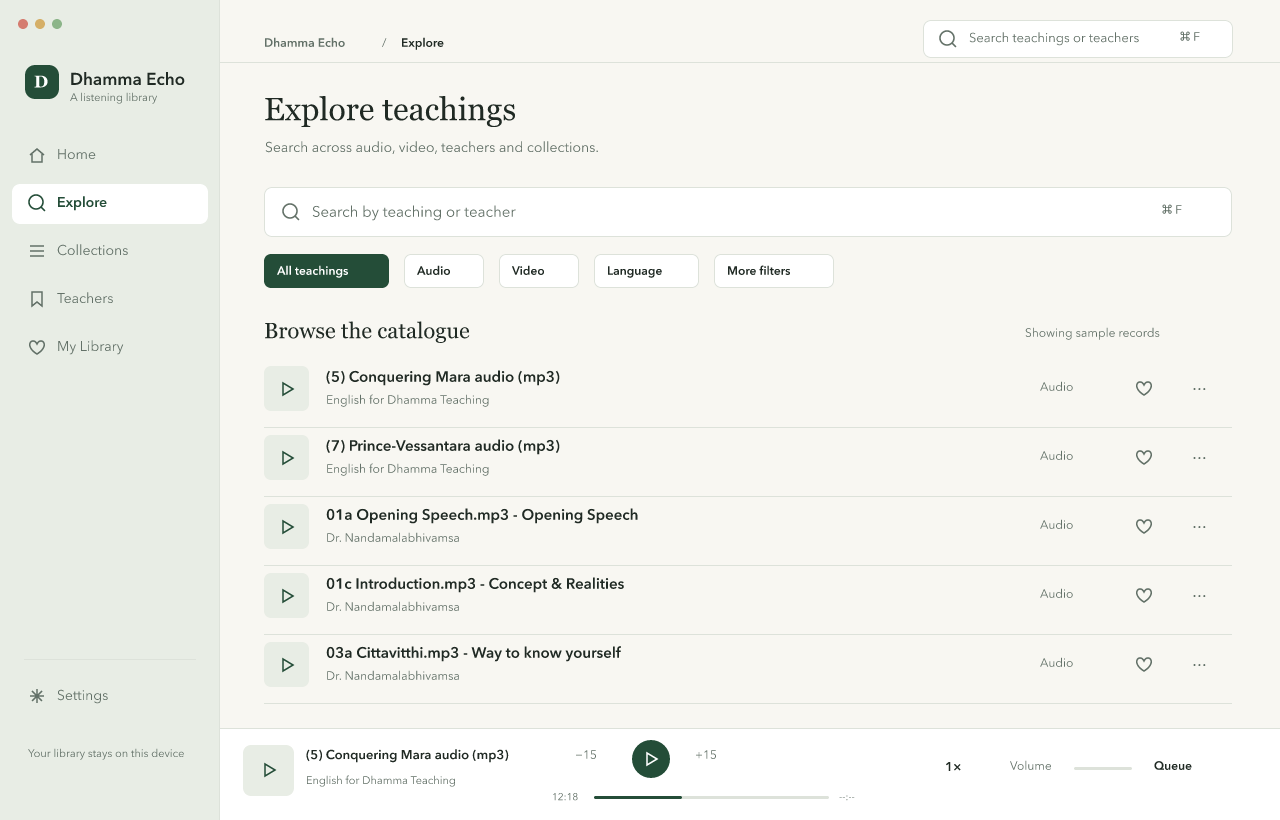 Dhamma Echo / Explore
Search teachings or teachers ⌘F
D
Dhamma Echo
A listening library
Home
Explore
Collections
Teachers
My Library
Settings
Your library stays on this device
Explore teachings
Search across audio, video, teachers and collections.
Search by teaching or teacher ⌘F
All teachings
Audio
Video
Language
More filters
Browse the catalogue
Showing sample records
(5) Conquering Mara audio (mp3)
English for Dhamma Teaching
Audio
(7) Prince-Vessantara audio (mp3)
English for Dhamma Teaching
Audio
01a Opening Speech.mp3 - Opening Speech
Dr. Nandamalabhivamsa
Audio
01c Introduction.mp3 - Concept & Realities
Dr. Nandamalabhivamsa
Audio
03a Cittavitthi.mp3 - Way to know yourself
Dr. Nandamalabhivamsa
Audio
(5) Conquering Mara audio (mp3)
English for Dhamma Teaching
−15
+15
12:18
--:--
1×
Volume
Queue